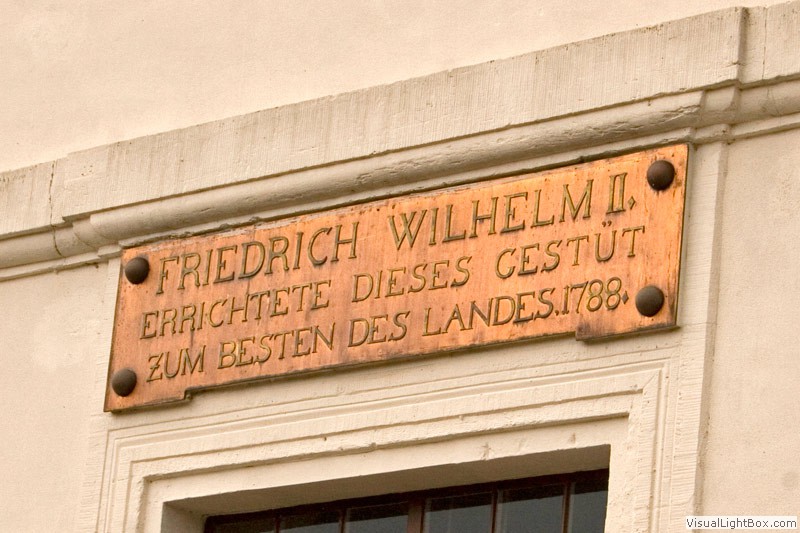 FRIEDRICH WILHELM II.
ERRICHTETE DIESES GESTÜT
ZUM BESTEN DES LANDES. 1788.
VisualLightBox.com